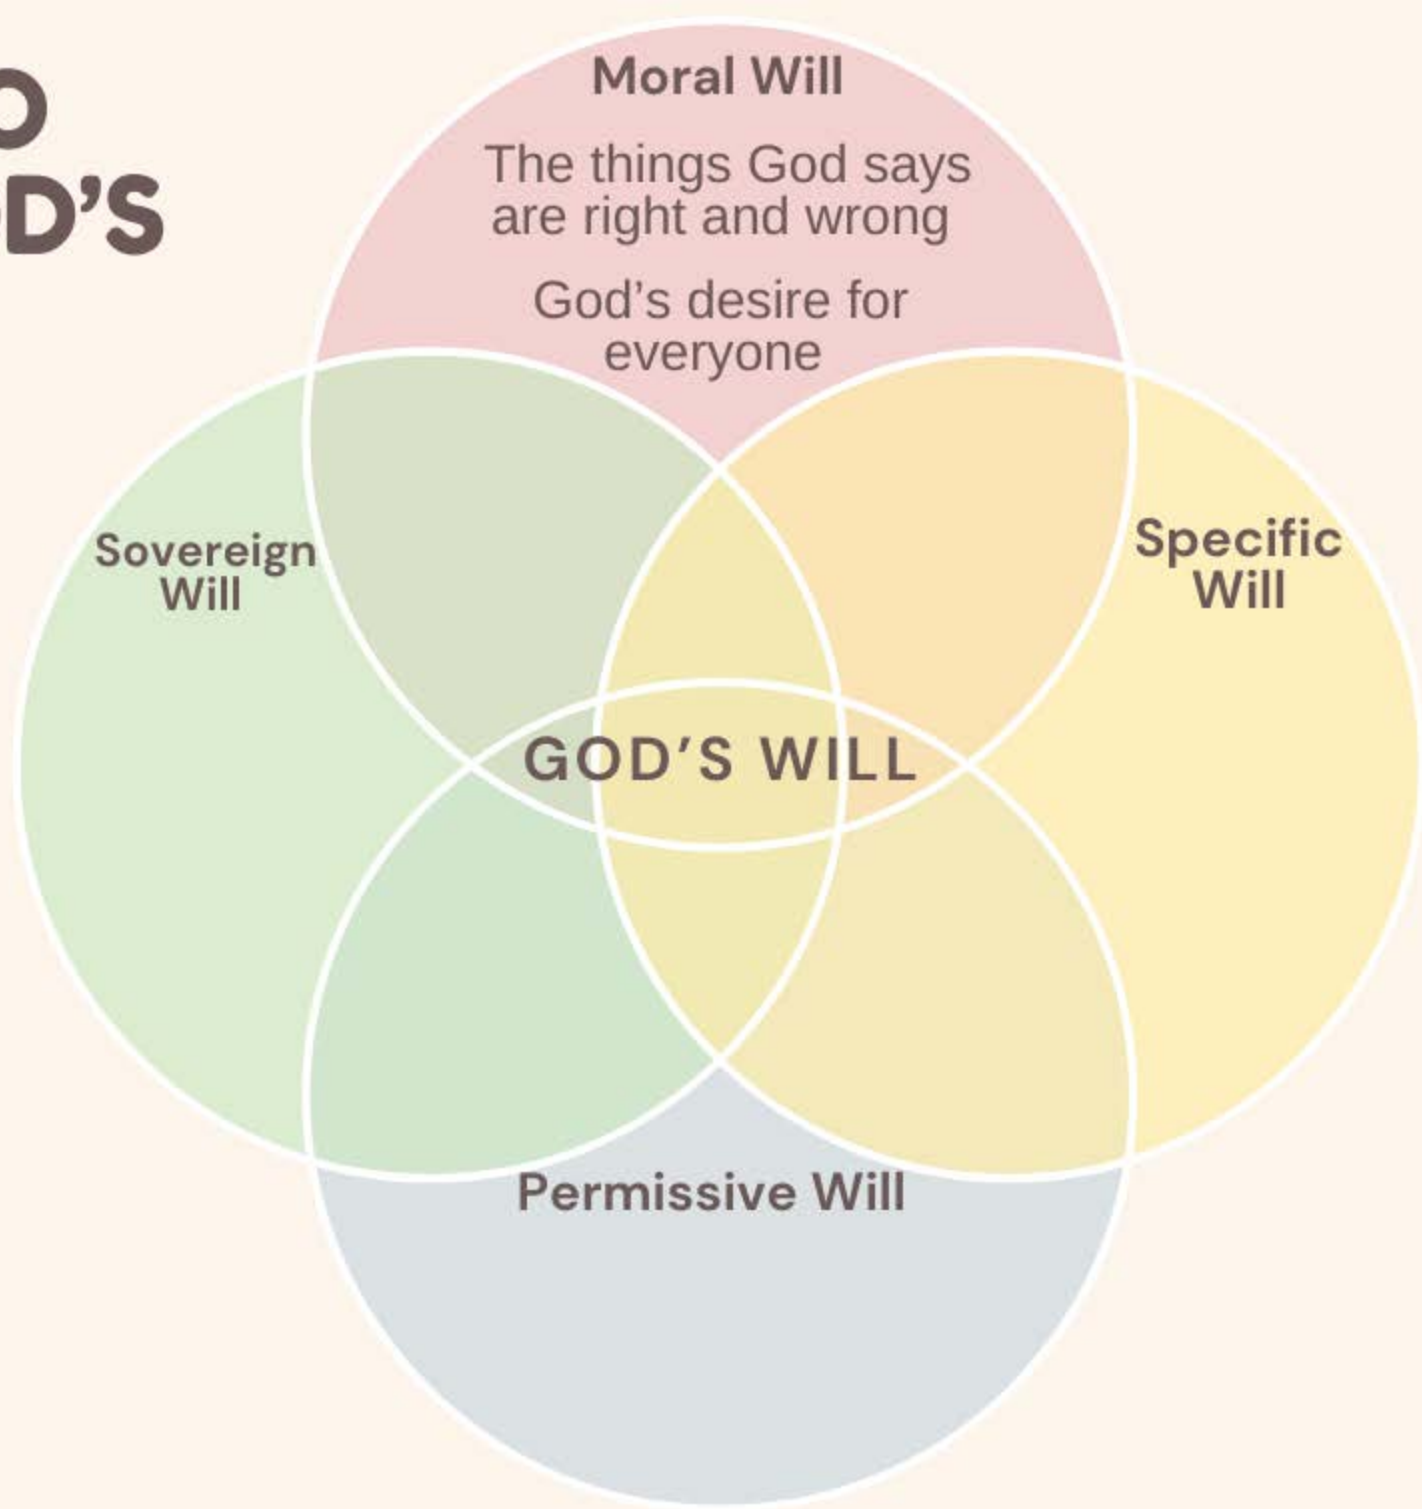 O
D’S
Moral Will
The things God says
are right and wrong
God’s desire for
everyone
Sovereign
Will
Specific
Will
GOD’S WILL
Permissive Will